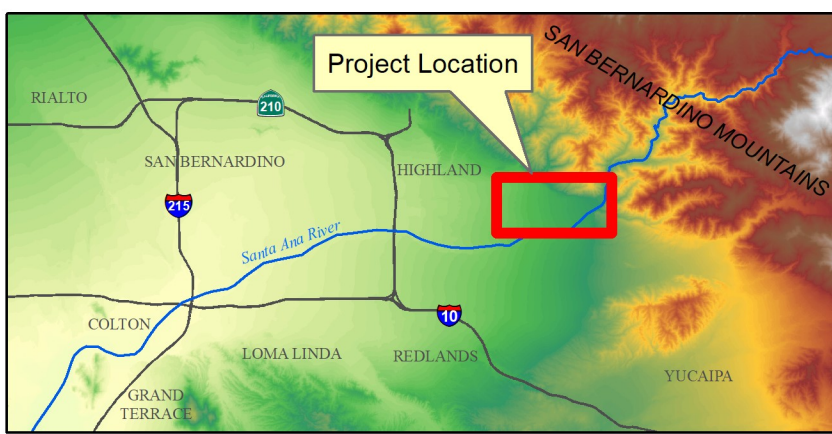 Project Location
SAN BERNARDINO MOUNTAINS
RIALTO
210
SAN BERNARDINO
HIGHLAND
215
Santa Ana River
10
COLTON
LOMA LINDA
REDLANDS
YUCAIPA
GRAND
TERRACE